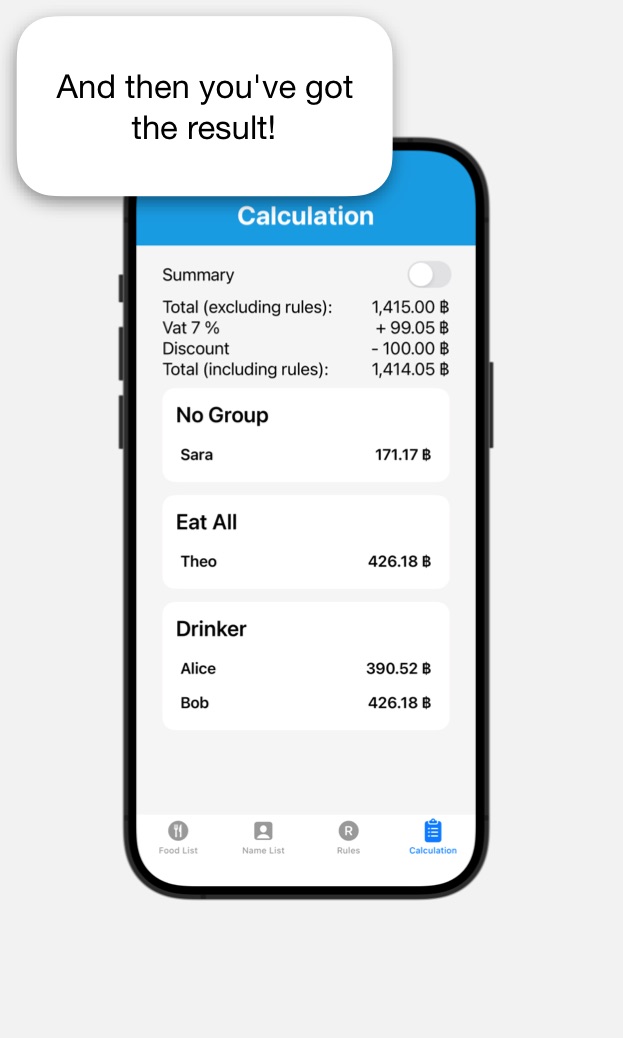 And then you've got
the result!
Calculation
Summary
Total (excluding rules): 1,415.00 ฿
Vat 7 % + 99.05 ฿
Discount - 100.00 ฿
Total (including rules): 1,414.05 ฿
No Group
Sara 171.17 ฿
Eat All
Theo 426.18 ฿
Drinker
Alice 390.52 ฿
Bob 426.18 ฿
Food List Name List R Rules Calculation